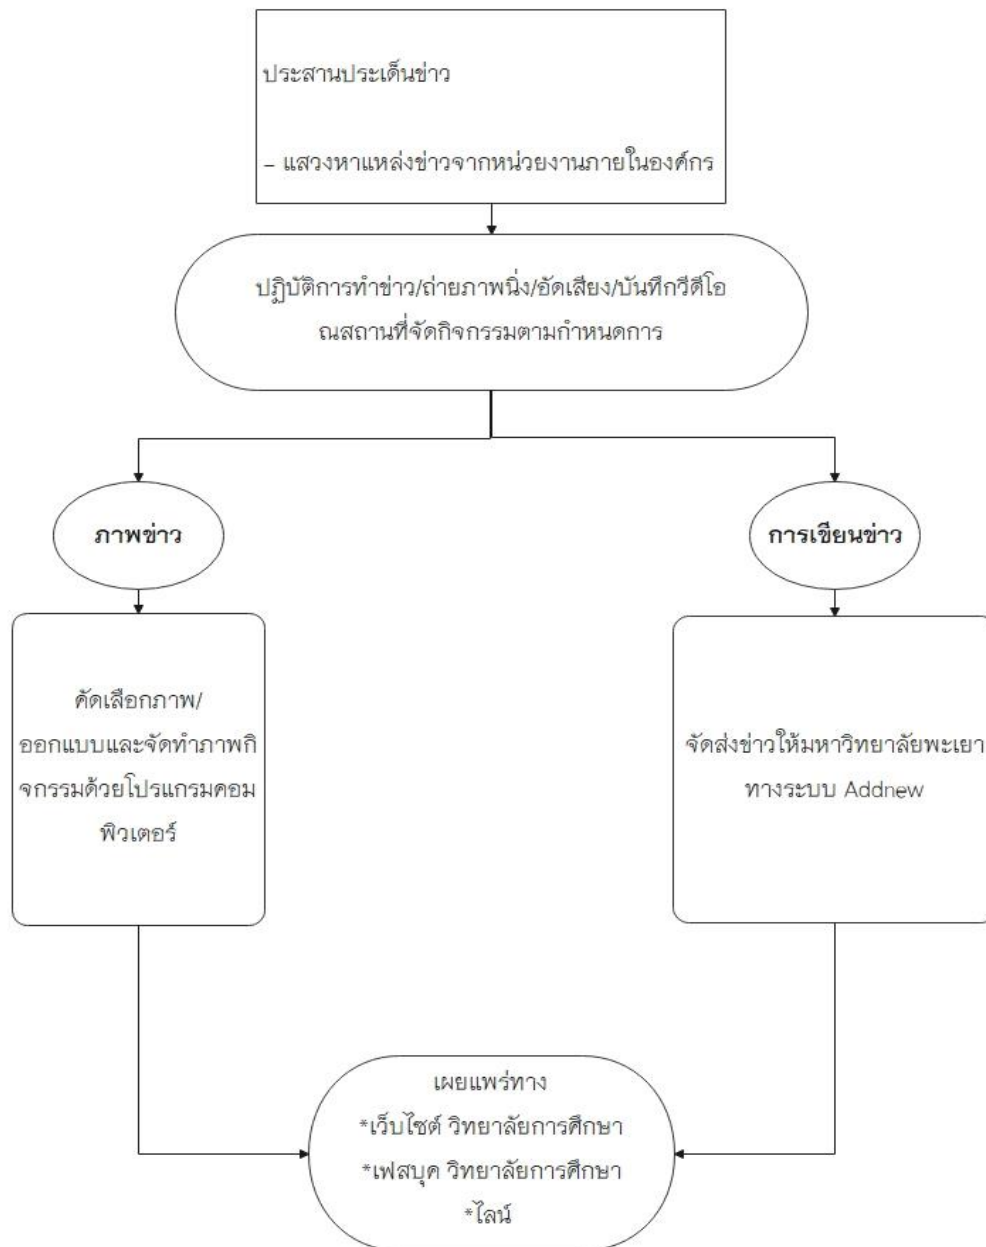 ประสานประเด็นข่าว
– แสวงหาแหล่งข่าวจากหน่วยงานภายในองค์กร
ปฏิบัติการทำข่าว/ถ่ายภาพนิ่ง/อัดเสียง/บันทึกวีดีโอ
ณสถานที่จัดกิจกรรมตามกำหนดการ
ภาพข่าว
การเขียนข่าว
คัดเลือกภาพ/
ออกแบบและจัดทำภาพกิ
จกรรมด้วยโปรแกรมคอม
พิวเตอร์
จัดส่งข่าวให้มหาวิทยาลัยพะเยา
ทางระบบ Addnew
เผยแพร่ทาง
*เว็บไซต์ วิทยาลัยการศึกษา
*เฟสบุค วิทยาลัยการศึกษา
*ไลน์